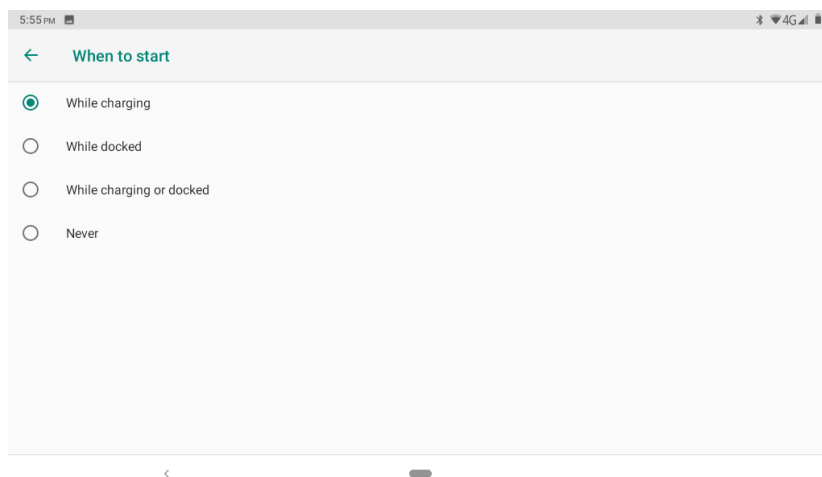 5:55 PM 4G
When to start
While charging
While docked
While charging or docked
Never